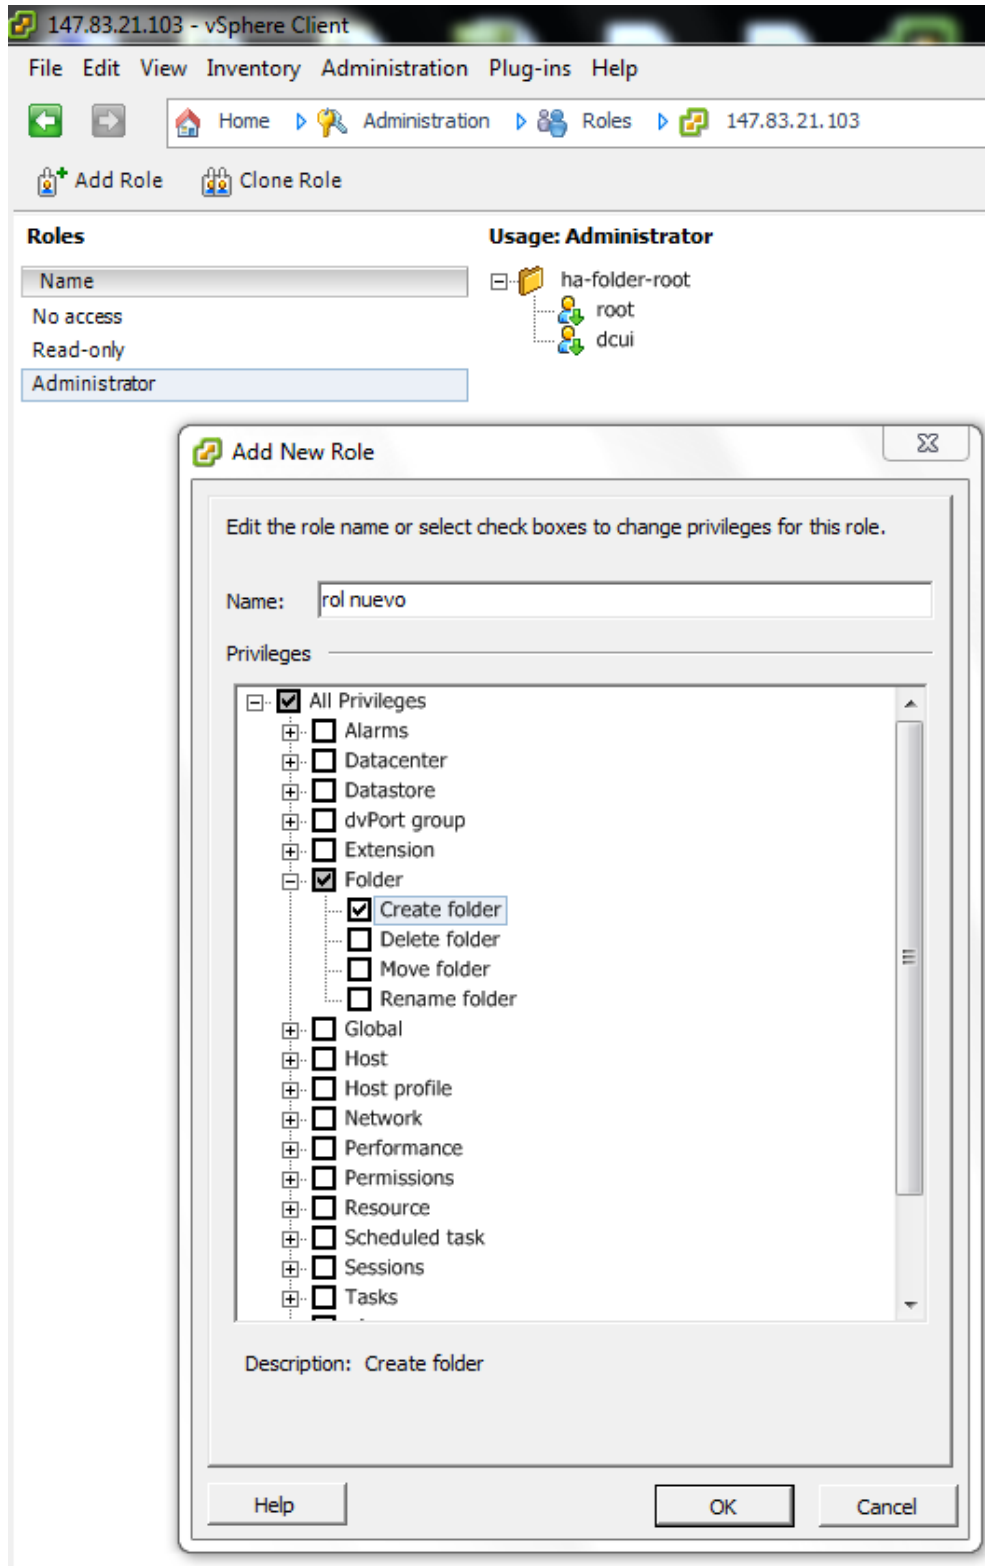 147.83.21.103 - vSphere Client
File Edit View Inventory Administration Plug-ins Help
Home Administration Roles 147.83.21.103
Add Role Clone Role
Roles
Usage: Administrator
Name
No access
Read-only
Administrator
ha-folder-root
root
dcui
Add New Role
Edit the role name or select check boxes to change privileges for this role.
Name: rol nuevo
Privileges
All Privileges
Alarms
Datacenter
Datastore
dvPort group
Extension
Folder
Create folder
Delete folder
Move folder
Rename folder
Global
Host
Host profile
Network
Performance
Permissions
Resource
Scheduled task
Sessions
Tasks
Description: Create folder
Help OK Cancel